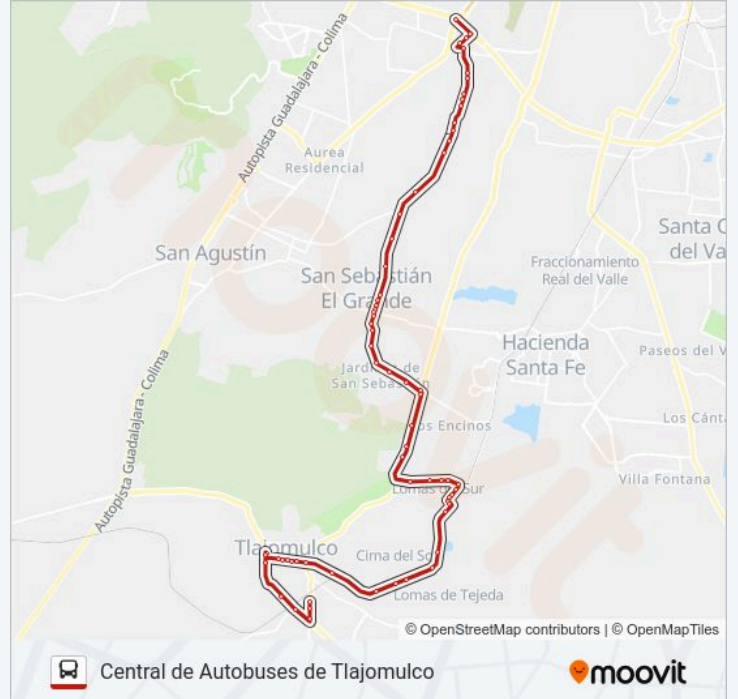 Autopista Guadalajara - Colima
Aurea
Residencial
Santa C
del Va
San Agustín
Fraccionamiento
Real del Valle
San Sebastián
El Grande
Hacienda
Santa Fe
Paseos del V
Jardines de
San Sebastián
Autopista Guadalajara - Colima
Los Encinos
Los Cánta
Villa Fontana
Lomas del Sur
Tlajomulco
Cima del Sol
Lomas de Tejeda
© OpenStreetMap contributors | © OpenMapTiles
Central de Autobuses de Tlajomulco
moovit